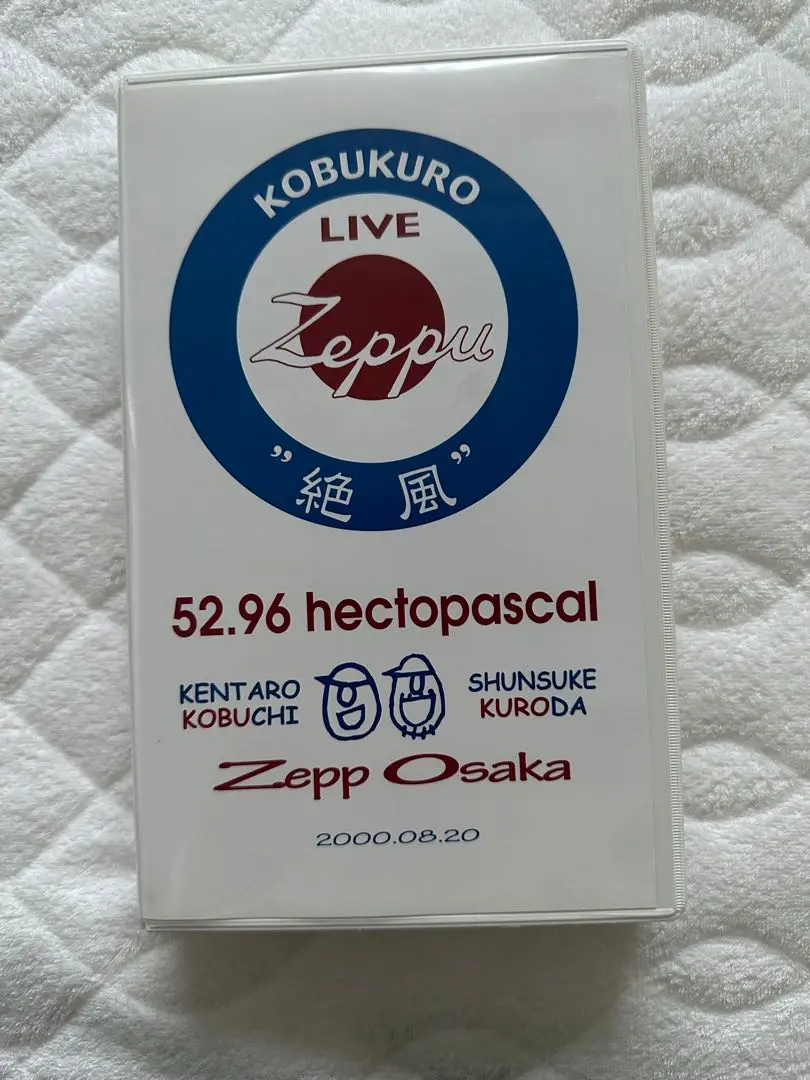 KOBUKURO
LIVE
Zeppu
”絶風”
52.96 hectopascal
KENTARO KOBUCHI
SHUNSUKE KURODA
Zepp Osaka
2000.08.20